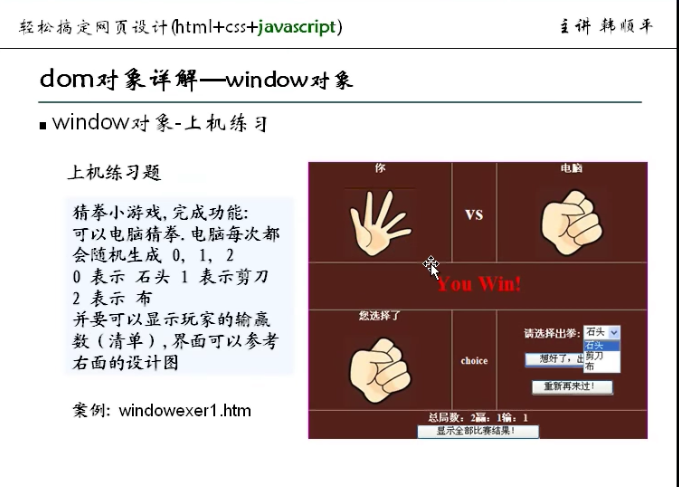 轻松搞定网页设计(html+css+javascript)
主讲 韩顺平
dom对象详解—window对象
window对象-上机练习
上机练习题
猜拳小游戏,完成功能:
可以电脑猜拳.电脑每次都
会随机生成 0, 1, 2
0 表示 石头 1 表示剪刀
2 表示 布
并要可以显示玩家的输赢
数（清单）,界面可以参考
右面的设计图
案例: windowexer1.htm
你
vs
电脑
You Win!
您选择了
choice
请选择出拳: 石头
石头
剪刀
布
想好了，出
重新再来过！
总局数：2赢：1输：1
显示全部比赛结果！